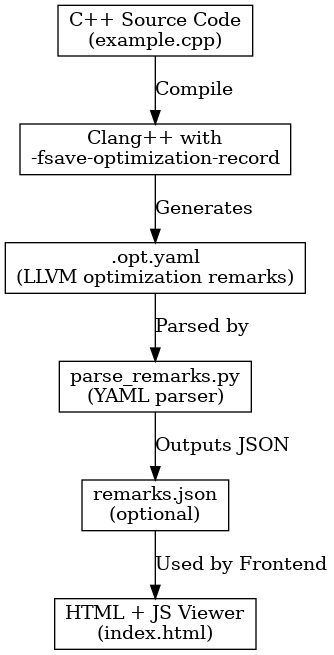 C++ Source Code
(example.cpp)
Compile
Clang++ with
-fsave-optimization-record
Generates
.opt.yaml
(LLVM optimization remarks)
Parsed by
parse_remarks.py
(YAML parser)
Outputs JSON
remarks.json
(optional)
Used by Frontend
HTML + JS Viewer
(index.html)